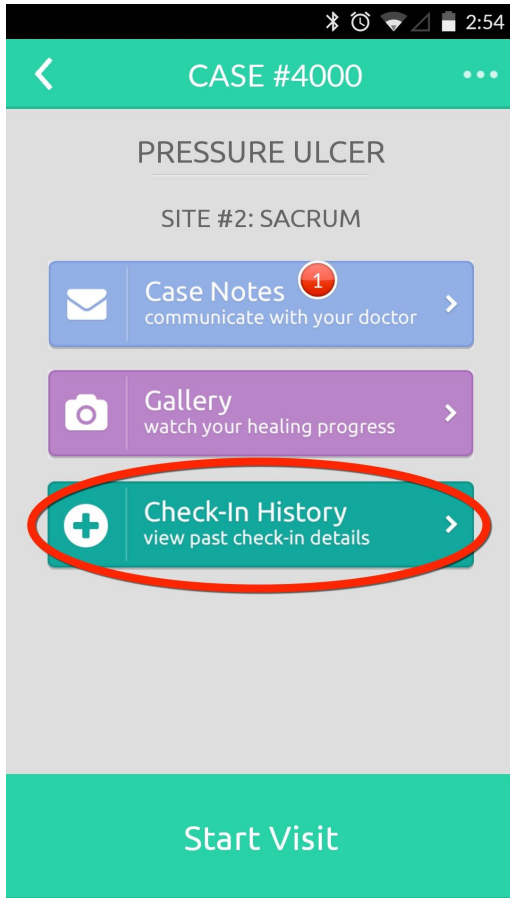 2:54
CASE #4000
PRESSURE ULCER
SITE #2: SACRUM
Case Notes 1
communicate with your doctor
Gallery
watch your healing progress
Check-In History
view past check-in details
Start Visit